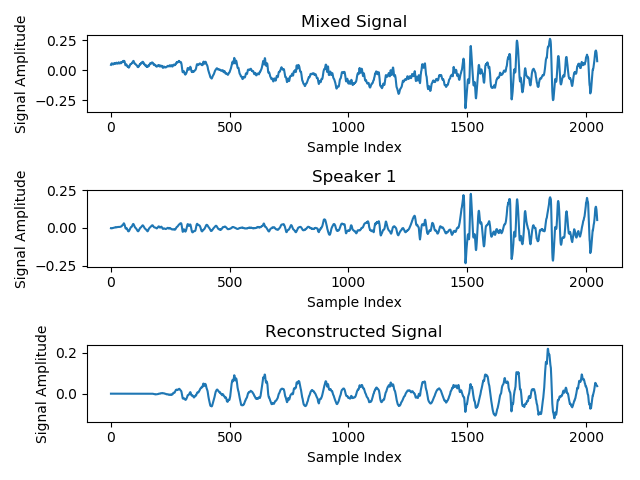 Mixed Signal
Signal Amplitude
0.25
0.00
−0.25
0
500
1000
1500
2000
Sample Index
Speaker 1
Signal Amplitude
0.25
0.00
−0.25
0
500
1000
1500
2000
Sample Index
Reconstructed Signal
Signal Amplitude
0.2
0.0
0
500
1000
1500
2000
Sample Index